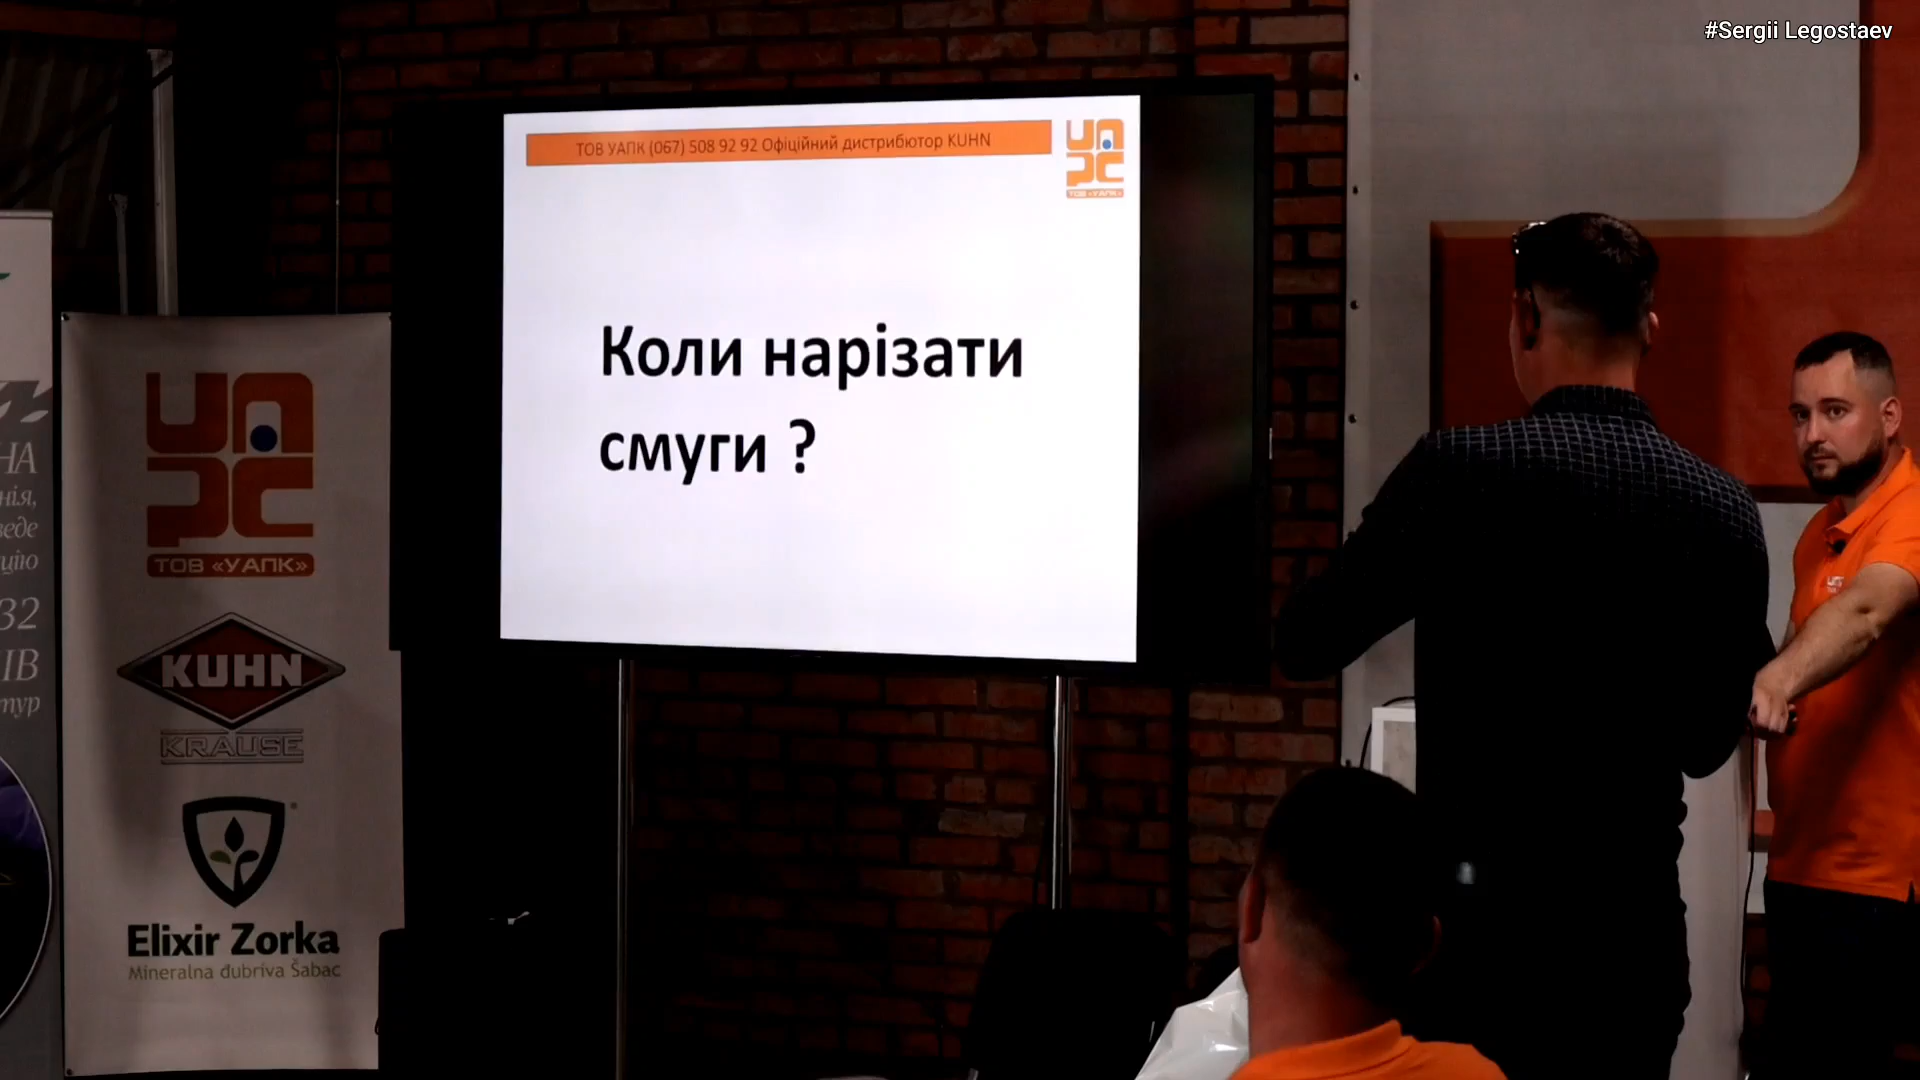 #Sergii Legostaev
ТОВ УАПК (067) 508 92 92 Офіційний дистрибютор KUHN
ТОВ «УАПК»
Коли нарізати
смуги ?
ТОВ «УАПК»
KUHN
KRAUSE
Elixir Zorka
Mineralna đubriva Šabac
32